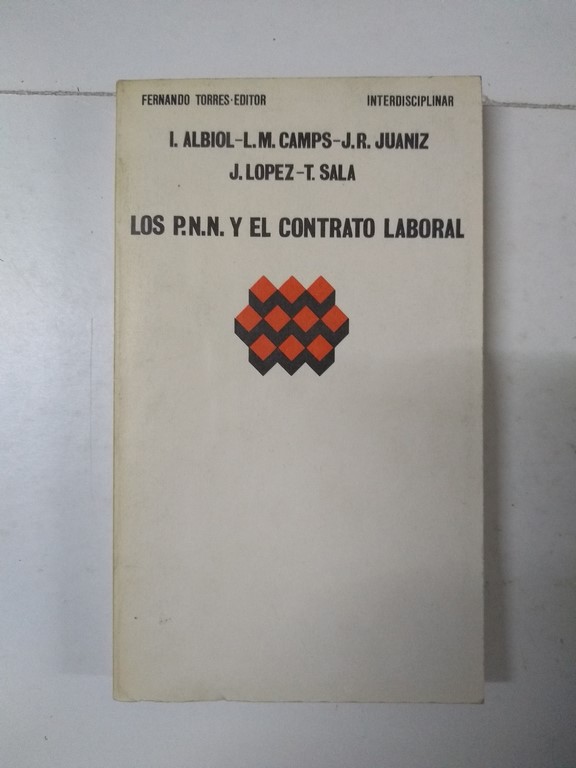 FERNANDO TORRES-EDITOR INTERDISCIPLINAR
I. ALBIOL-L.M. CAMPS-J.R. JUANIZ
J. LOPEZ-T. SALA
LOS P.N.N. Y EL CONTRATO LABORAL